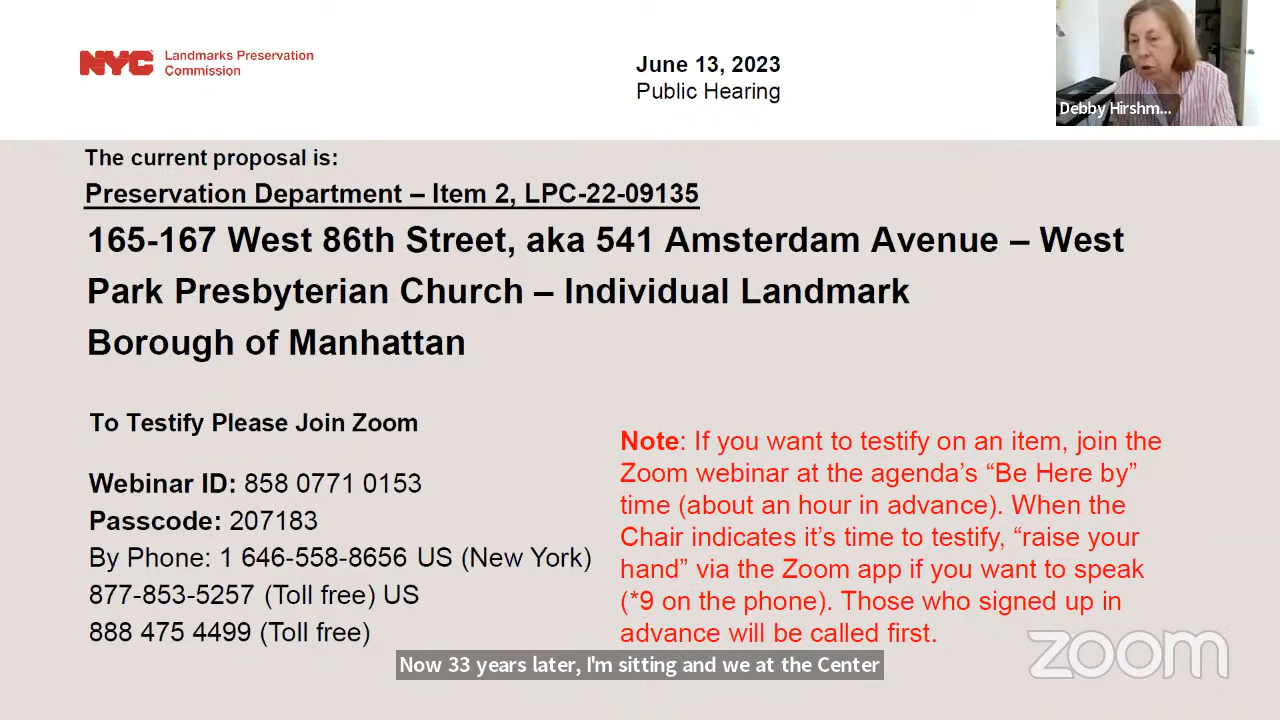 NYC Landmarks Preservation
Commission
June 13, 2023
Public Hearing
Debby Hirshm...
The current proposal is:
Preservation Department – Item 2, LPC-22-09135
165-167 West 86th Street, aka 541 Amsterdam Avenue – West
Park Presbyterian Church – Individual Landmark
Borough of Manhattan
To Testify Please Join Zoom
Webinar ID: 858 0771 0153
Passcode: 207183
By Phone: 1 646-558-8656 US (New York)
877-853-5257 (Toll free) US
888 475 4499 (Toll free)
Note: If you want to testify on an item, join the
Zoom webinar at the agenda’s “Be Here by”
time (about an hour in advance). When the
Chair indicates it’s time to testify, “raise your
hand” via the Zoom app if you want to speak
(*9 on the phone). Those who signed up in
advance will be called first.
zoom
Now 33 years later, I'm sitting and we at the Center